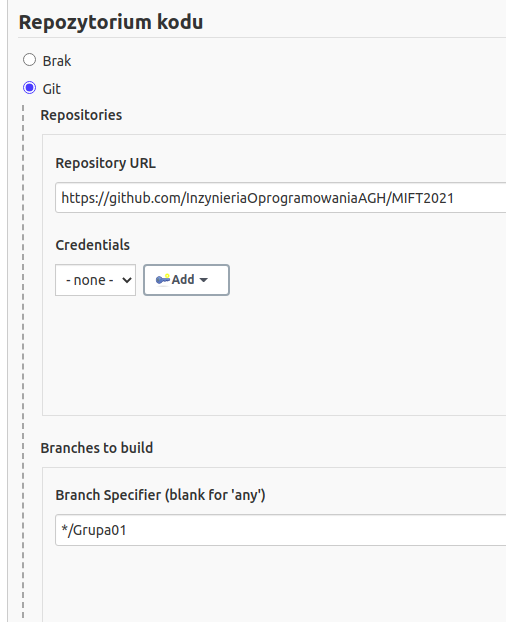 Repozytorium kodu
Brak
Git
Repositories
Repository URL
https://github.com/InzynieriaOprogramowaniaAGH/MIFT2021
Credentials
- none -
Add
Branches to build
Branch Specifier (blank for 'any')
*/Grupa01